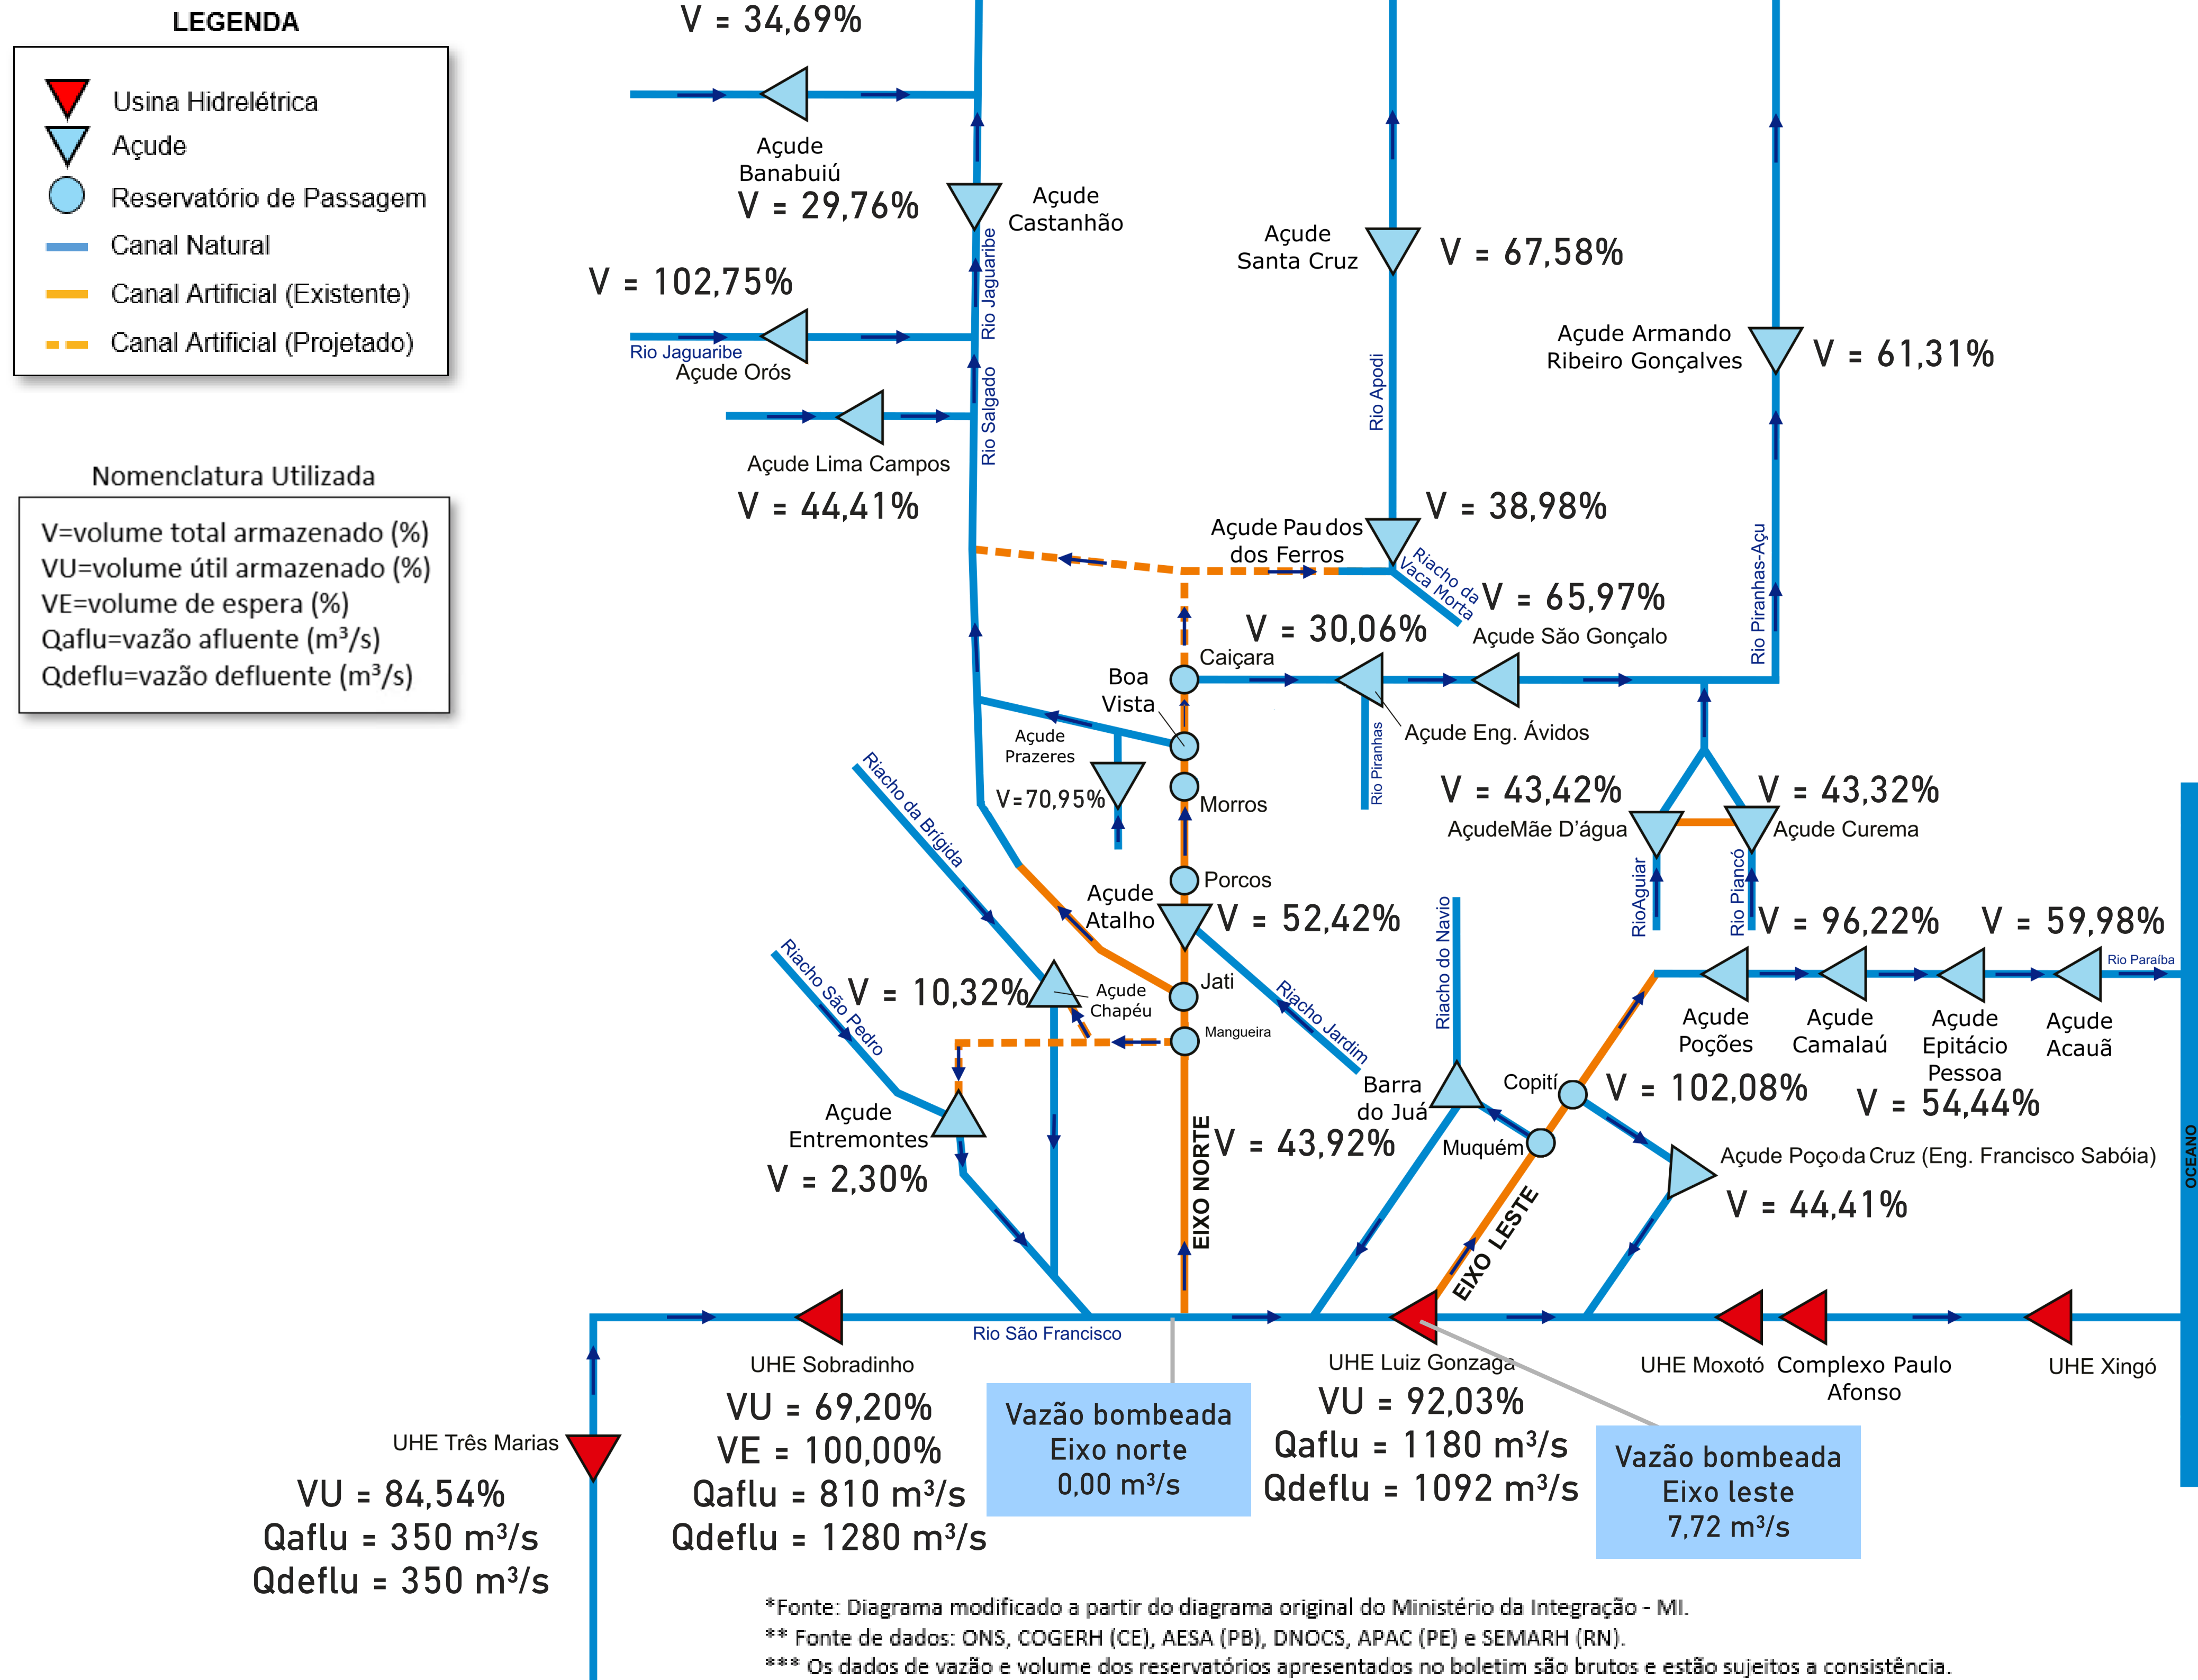 LEGENDA
Usina Hidrelétrica
Açude
Reservatório de Passagem
Canal Natural
Canal Artificial (Existente)
Canal Artificial (Projetado)
Nomenclatura Utilizada
V=volume total armazenado (%)
VU=volume útil armazenado (%)
VE=volume de espera (%)
Qaflu=vazão afluente (m³/s)
Qdeflu=vazão defluente (m³/s)
V = 34,69%
Açude
Banabuiú
V = 29,76%
Açude
Castanhão
Rio Jaguaribe
V = 102,75%
Rio Jaguaribe
Açude Orós
Rio Salgado
Açude Lima Campos
V = 44,41%
Açude
Santa Cruz
V = 67,58%
Rio Apodi
Açude Armando
Ribeiro Gonçalves
V = 61,31%
Rio Piranhas-Açu
V = 38,98%
Açude Pau dos
dos Ferros
Riacho da
Vaca Morta
V = 65,97%
Açude São Gonçalo
V = 30,06%
Caiçara
Boa
Vista
Açude Eng. Ávidos
Rio Piranhas
Açude
Prazeres
V=70,95%
Morros
V = 43,42%
AçudeMãe D'água
V = 43,32%
Açude Curema
RioAguiar
Rio Piancó
Riacho da Brígida
Porcos
Açude
Atalho
V = 52,42%
Riacho Jardim
Riacho do Navio
V = 96,22%
V = 59,98%
Rio Paraíba
Riacho São Pedro
V = 10,32%
Açude
Chapéu
Jati
Mangueira
Açude
Poções
Açude
Camalaú
Açude
Epitácio
Pessoa
Açude
Acauã
Barra
do Juá
Copití
V = 102,08%
V = 54,44%
Açude
Entremontes
V = 2,30%
EIXO NORTE
V = 43,92%
Muquém
Açude Poço da Cruz (Eng. Francisco Sabóia)
V = 44,41%
OCEANO
EIXO LESTE
Rio São Francisco
UHE Sobradinho
VU = 69,20%
VE = 100,00%
Qaflu = 810 m³/s
Qdeflu = 1280 m³/s
Vazão bombeada
Eixo norte
0,00 m³/s
UHE Luiz Gonzaga
VU = 92,03%
Qaflu = 1180 m³/s
Qdeflu = 1092 m³/s
UHE Moxotó
Complexo Paulo
Afonso
UHE Xingó
Vazão bombeada
Eixo leste
7,72 m³/s
UHE Três Marias
VU = 84,54%
Qaflu = 350 m³/s
Qdeflu = 350 m³/s
*Fonte: Diagrama modificado a partir do diagrama original do Ministério da Integração - MI.
** Fonte de dados: ONS, COGERH (CE), AESA (PB), DNOCS, APAC (PE) e SEMARH (RN).
*** Os dados de vazão e volume dos reservatórios apresentados no boletim são brutos e estão sujeitos a consistência.